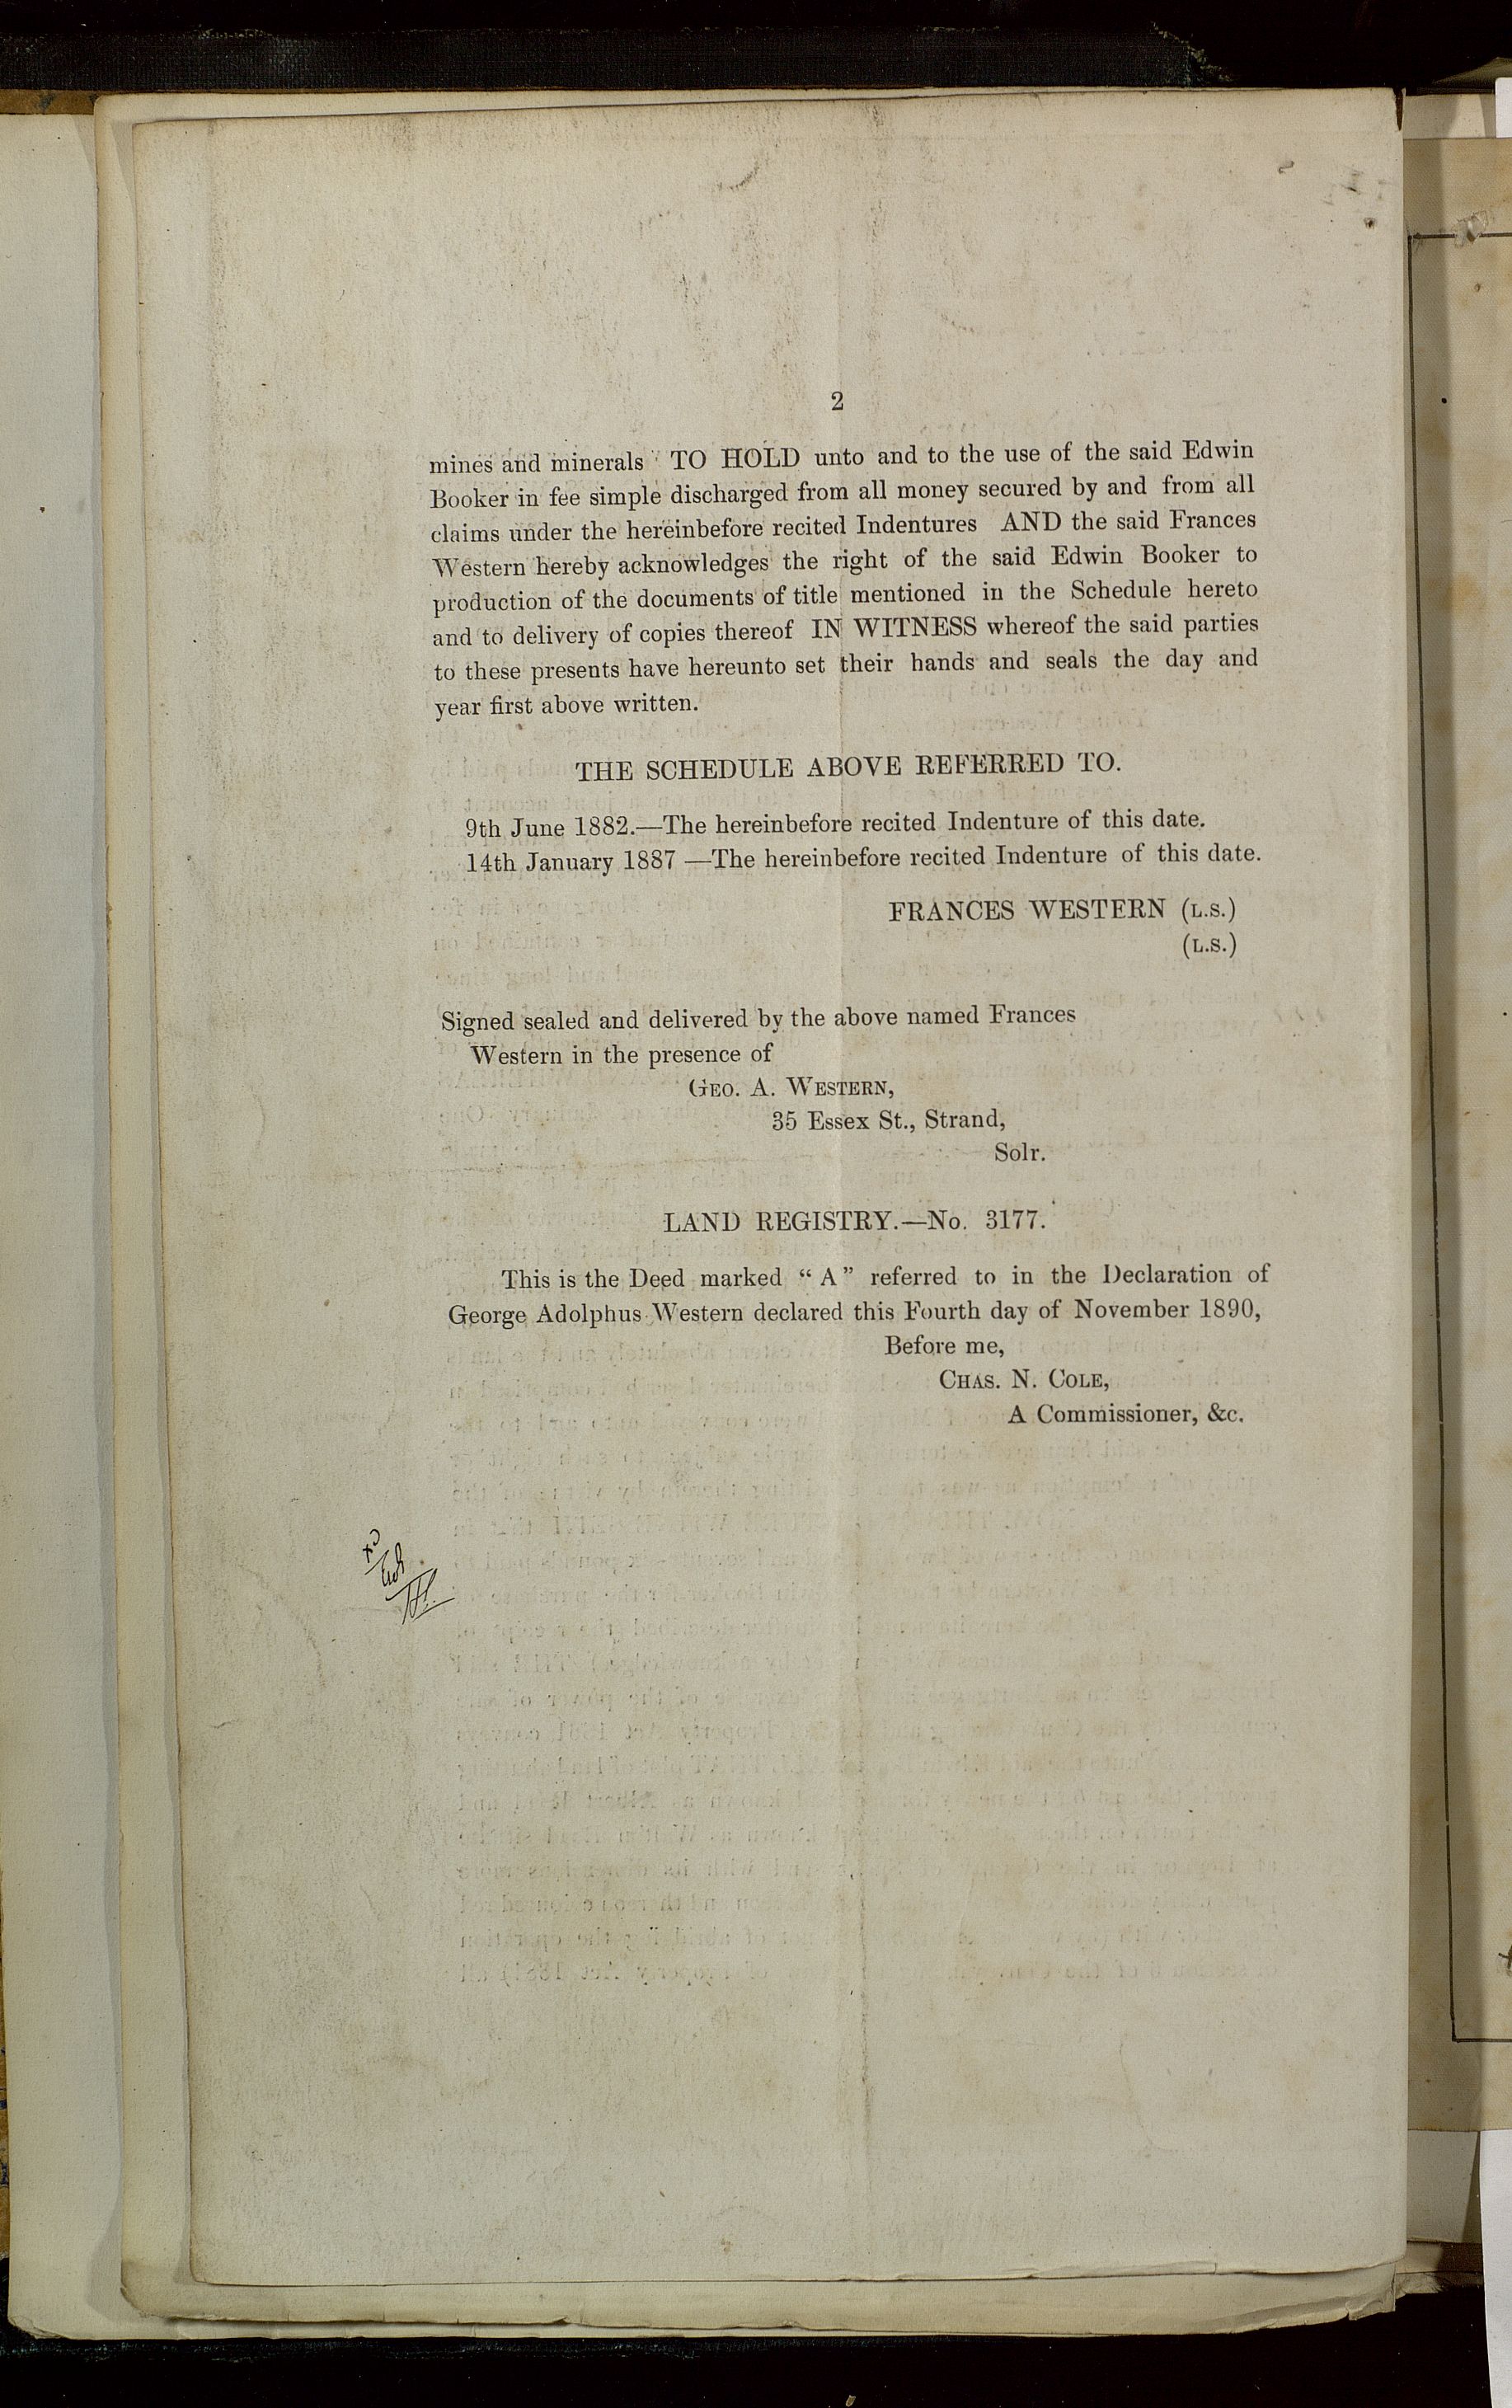 2
mines and minerals TO HOLD unto and to the use of the said Edwin
Booker in fee simple discharged from all money secured by and from all
claims under the hereinbefore recited Indentures AND the said Frances
Western hereby acknowledges the right of the said Edwin Booker to
production of the documents of title mentioned in the Schedule hereto
and to delivery of copies thereof IN WITNESS whereof the said parties
to these presents have hereunto set their hands and seals the day and
year first above written.
THE SCHEDULE ABOVE REFERRED TO.
9th June 1882.—The hereinbefore recited Indenture of this date.
14th January 1887 —The hereinbefore recited Indenture of this date.
FRANCES WESTERN (L.S.)
(L.S.)
Signed sealed and delivered by the above named Frances
Western in the presence of
GEO. A. WESTERN,
35 Essex St., Strand,
Solr.
LAND REGISTRY.—No. 3177.
This is the Deed marked “ A ” referred to in the Declaration of
George Adolphus Western declared this Fourth day of November 1890,
Before me,
CHAS. N. COLE,
A Commissioner, &c.